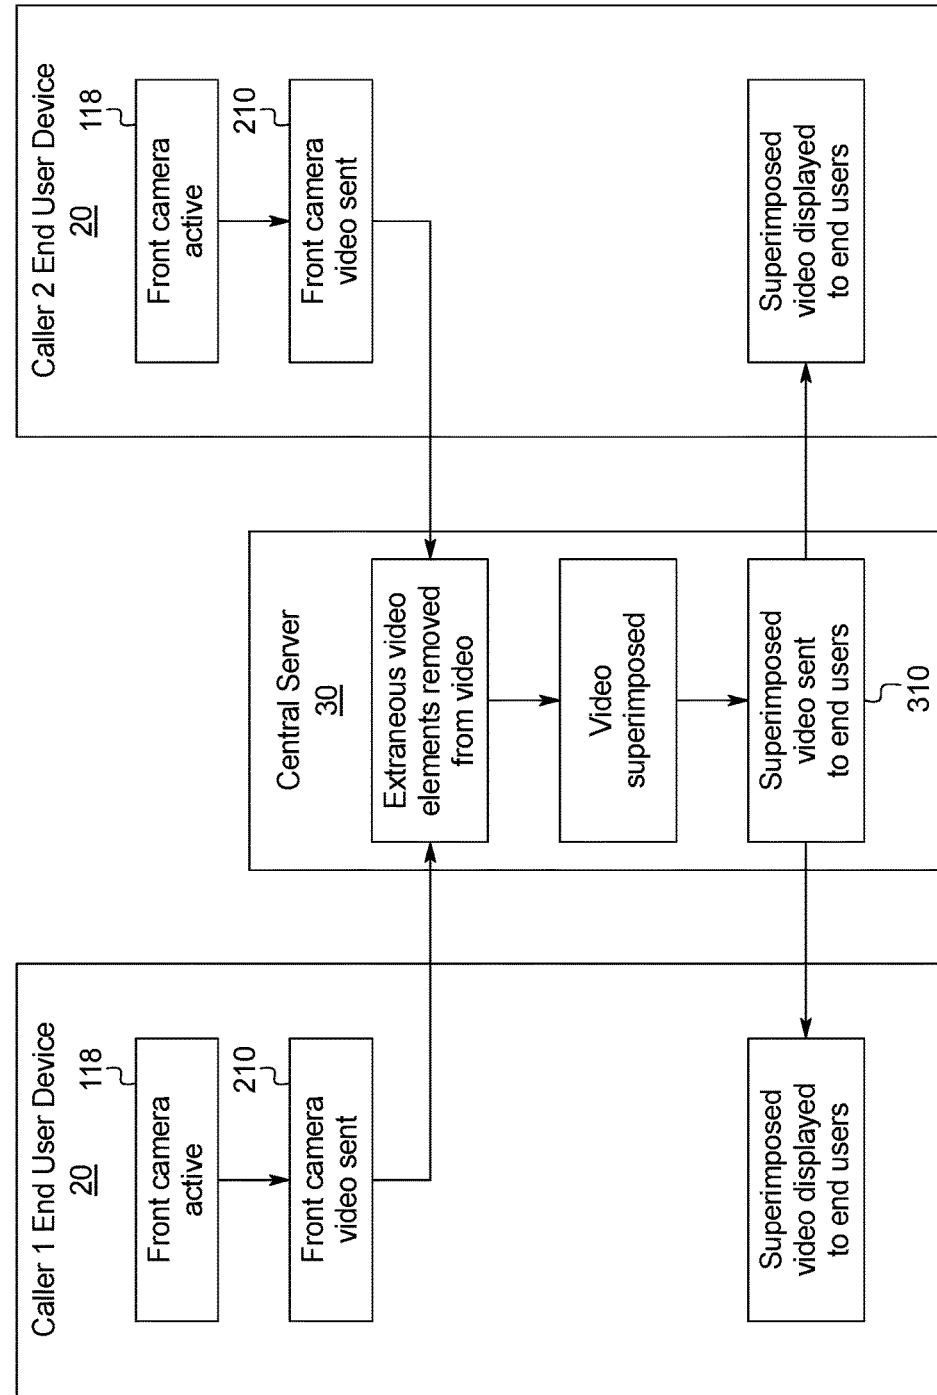 Caller 1 End User Device
20
118
Front camera
active
210
Front camera
video sent
Superimposed
video displayed
to end users
Central Server
30
Extraneous video
elements removed
from video
Video
superimposed
Superimposed
video sent
to end users
310
Caller 2 End User Device
20
118
Front camera
active
210
Front camera
video sent
Superimposed
video displayed
to end users